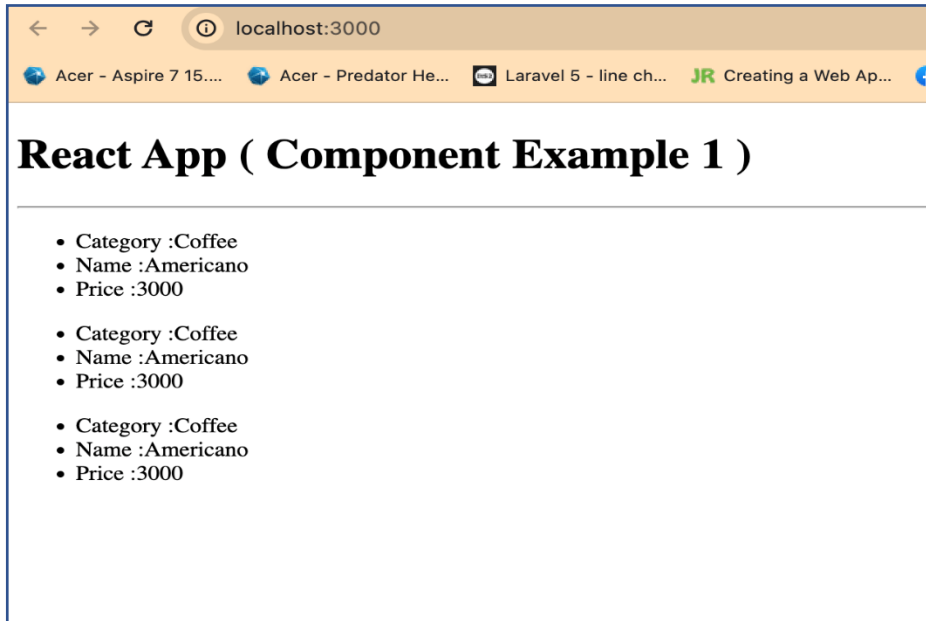 localhost:3000
Acer - Aspire 7 15.... Acer - Predator He... Laravel 5 - line ch... JR Creating a Web Ap...
React App ( Component Example 1 )
• Category :Coffee
• Name :Americano
• Price :3000
• Category :Coffee
• Name :Americano
• Price :3000
• Category :Coffee
• Name :Americano
• Price :3000